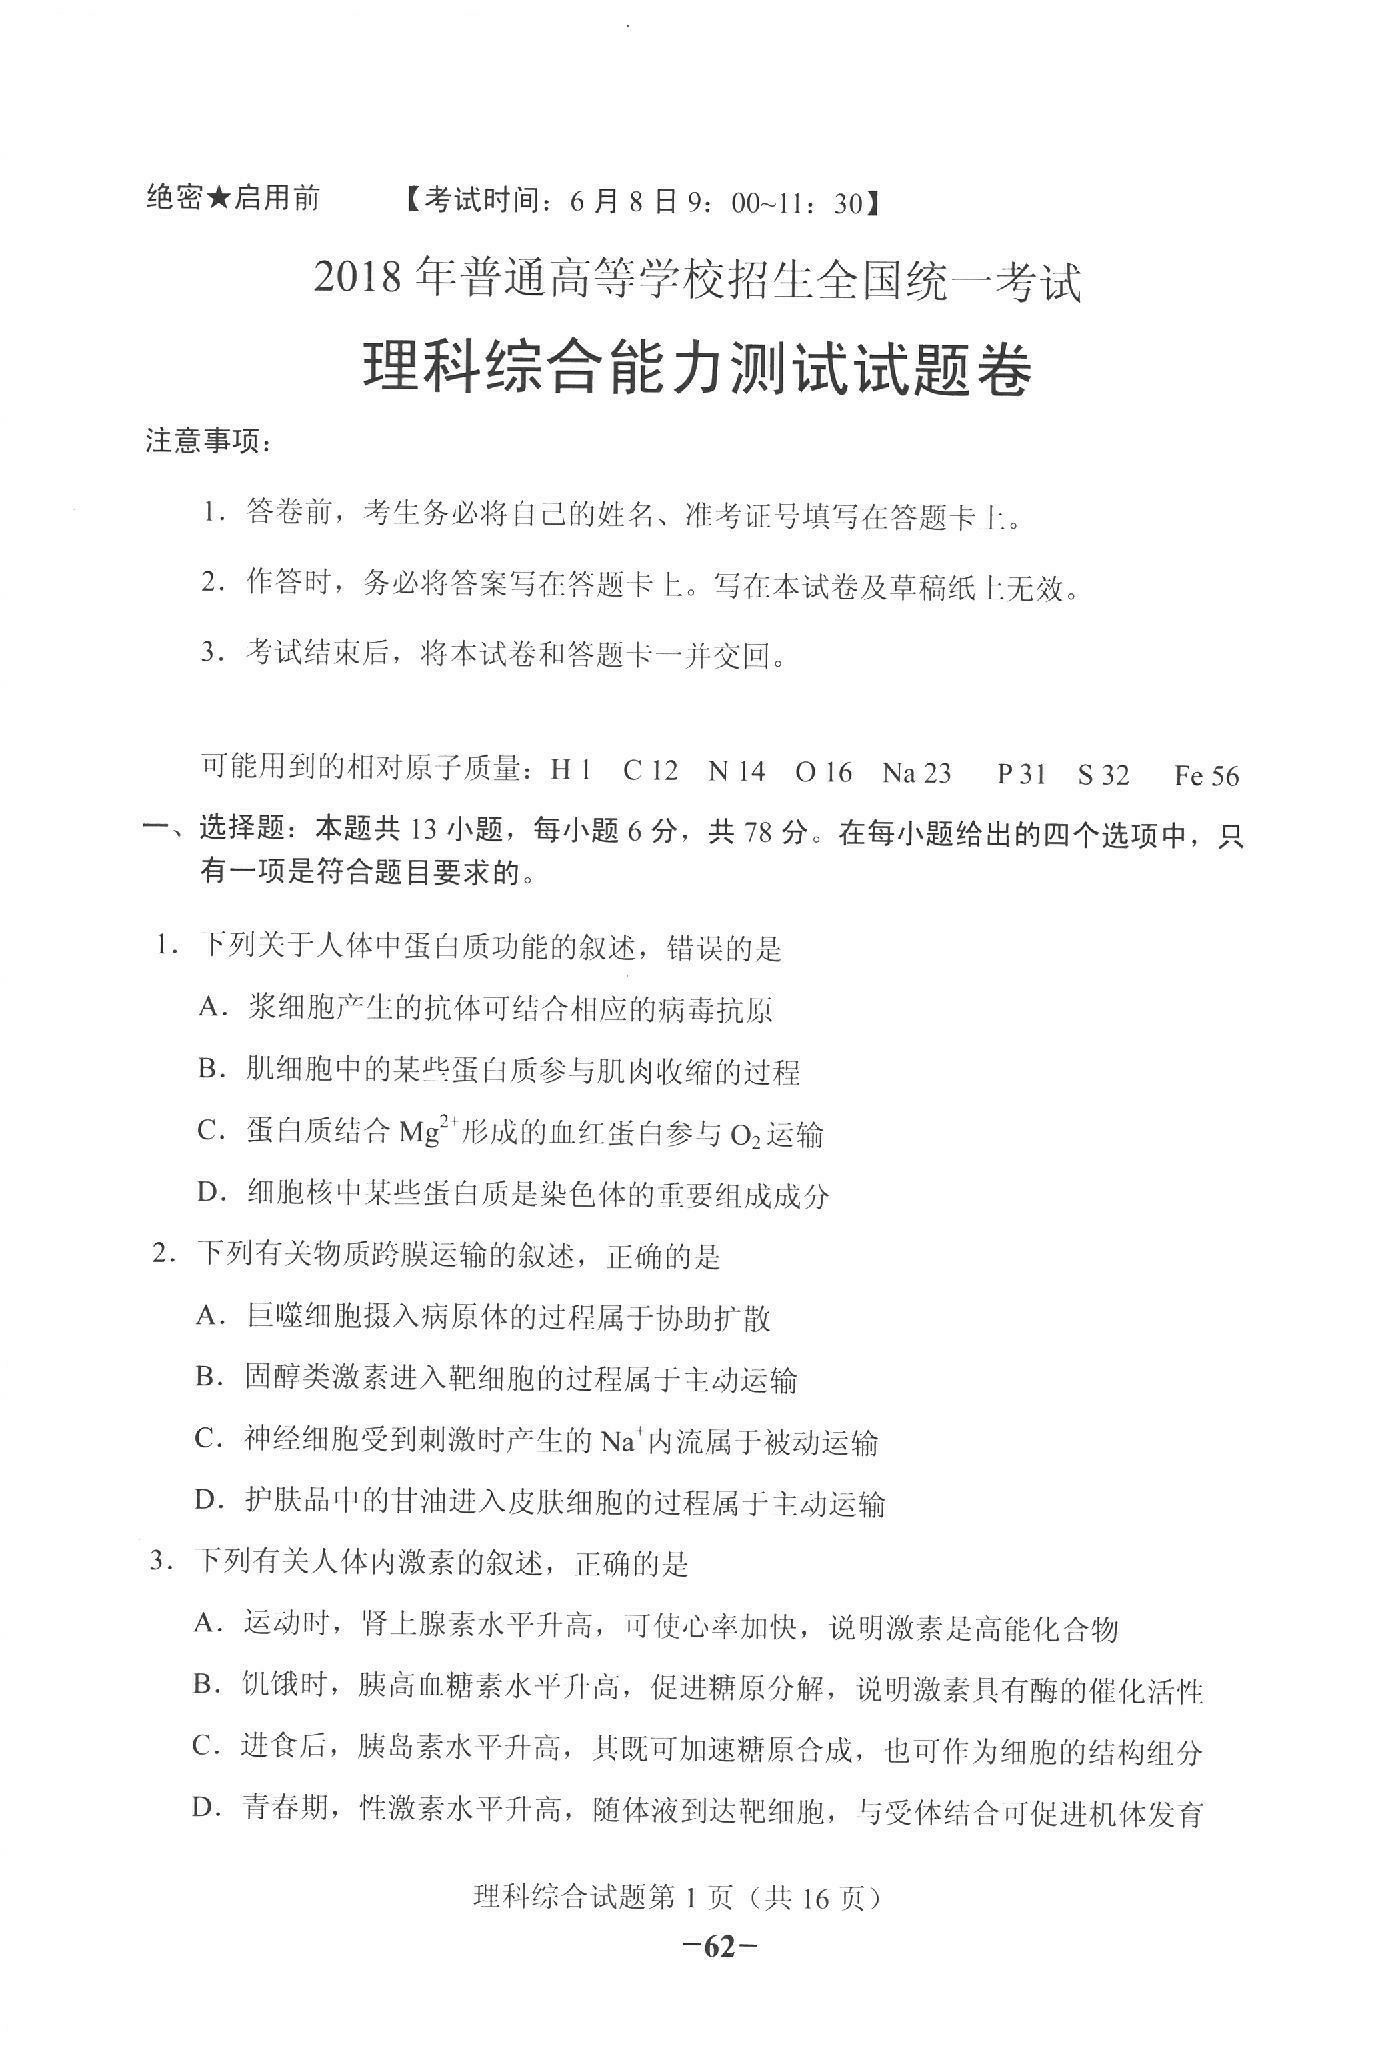 绝密★启用前 【考试时间：6 月 8 日 9：00~11：30】
2018 年普通高等学校招生全国统一考试
理科综合能力测试试题卷
注意事项：
1．答卷前，考生务必将自己的姓名、准考证号填写在答题卡上。
2．作答时，务必将答案写在答题卡上。写在本试卷及草稿纸上无效。
3．考试结束后，将本试卷和答题卡一并交回。
可能用到的相对原子质量：H 1 C 12 N 14 O 16 Na 23 P 31 S 32 Fe 56
一、选择题：本题共 13 小题，每小题 6 分，共 78 分。在每小题给出的四个选项中，只
有一项是符合题目要求的。
1．下列关于人体中蛋白质功能的叙述，错误的是
A．浆细胞产生的抗体可结合相应的病毒抗原
B．肌细胞中的某些蛋白质参与肌肉收缩的过程
C．蛋白质结合 Mg²⁺形成的血红蛋白参与 O₂ 运输
D．细胞核中某些蛋白质是染色体的重要组成成分
2．下列有关物质跨膜运输的叙述，正确的是
A．巨噬细胞摄入病原体的过程属于协助扩散
B．固醇类激素进入靶细胞的过程属于主动运输
C．神经细胞受到刺激时产生的 Na⁺内流属于被动运输
D．护肤品中的甘油进入皮肤细胞的过程属于主动运输
3．下列有关人体内激素的叙述，正确的是
A．运动时，肾上腺素水平升高，可使心率加快，说明激素是高能化合物
B．饥饿时，胰高血糖素水平升高，促进糖原分解，说明激素具有酶的催化活性
C．进食后，胰岛素水平升高，其既可加速糖原合成，也可作为细胞的结构组分
D．青春期，性激素水平升高，随体液到达靶细胞，与受体结合可促进机体发育
理科综合试题第 1 页（共 16 页）
-62-